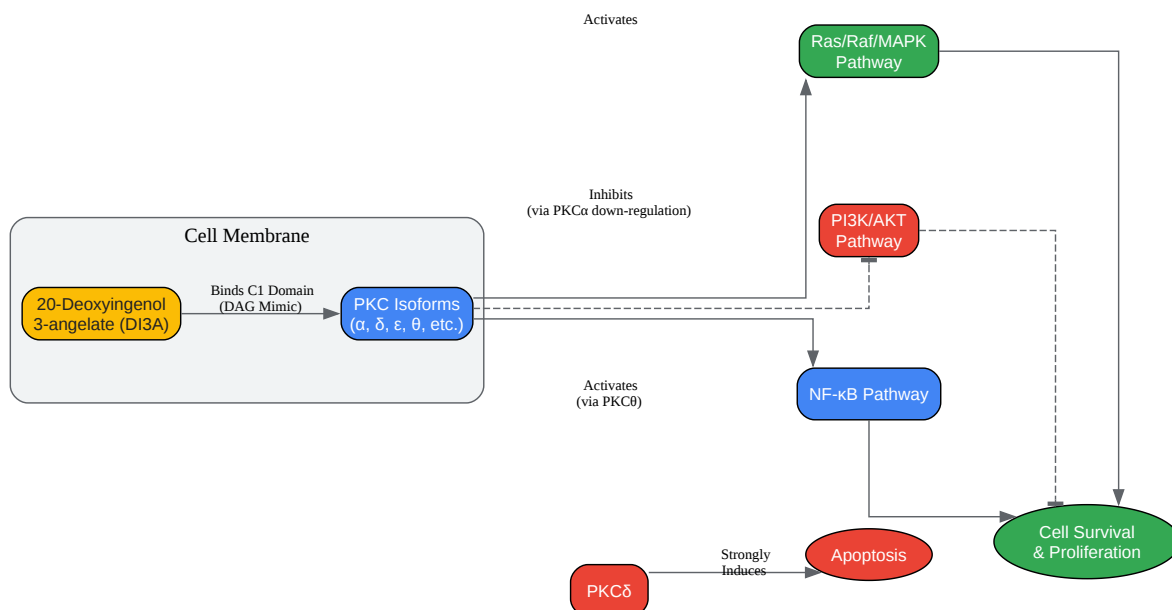 Activates
Ras/Raf/MAPK
Pathway
Inhibits
(via PKCα down-regulation)
PI3K/AKT
Pathway
Cell Membrane
Binds C1 Domain
(DAG Mimic)
20-Deoxyingenol
3-angelate (DI3A)
PKC Isoforms
(α, δ, ε, θ, etc.)
Activates
(via PKCθ)
NF-κB Pathway
Cell Survival
& Proliferation
Strongly
Induces
Apoptosis
PKCδ